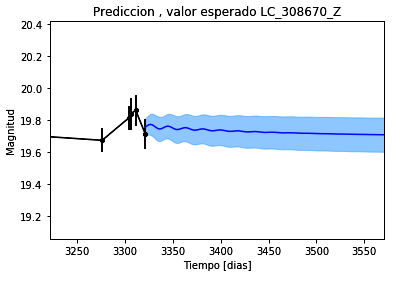 Prediccion , valor esperado LC_308670_Z
Magnitud
20.4
20.2
20.0
19.8
19.6
19.4
19.2
3250 3300 3350 3400 3450 3500 3550
Tiempo [dias]